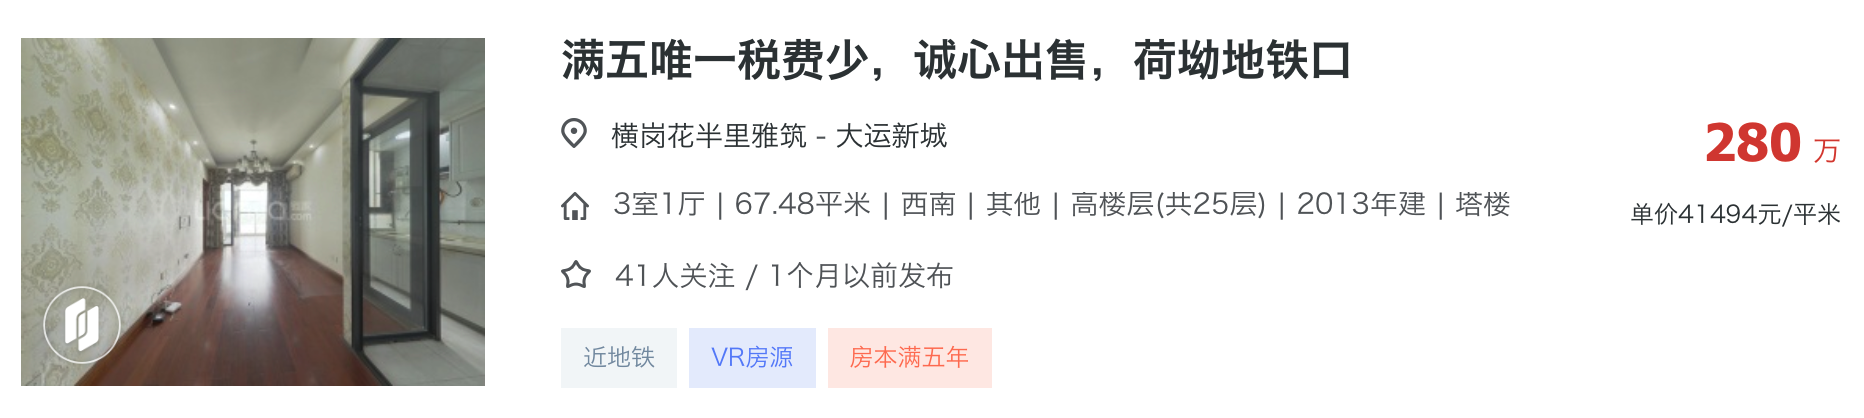 满五唯一税费少，诚心出售，荷坳地铁口
横岗花半里雅筑 - 大运新城
280 万
3室1厅 | 67.48平米 | 西南 | 其他 | 高楼层(共25层) | 2013年建 | 塔楼
单价41494元/平米
41人关注 / 1个月以前发布
近地铁 VR房源 房本满五年